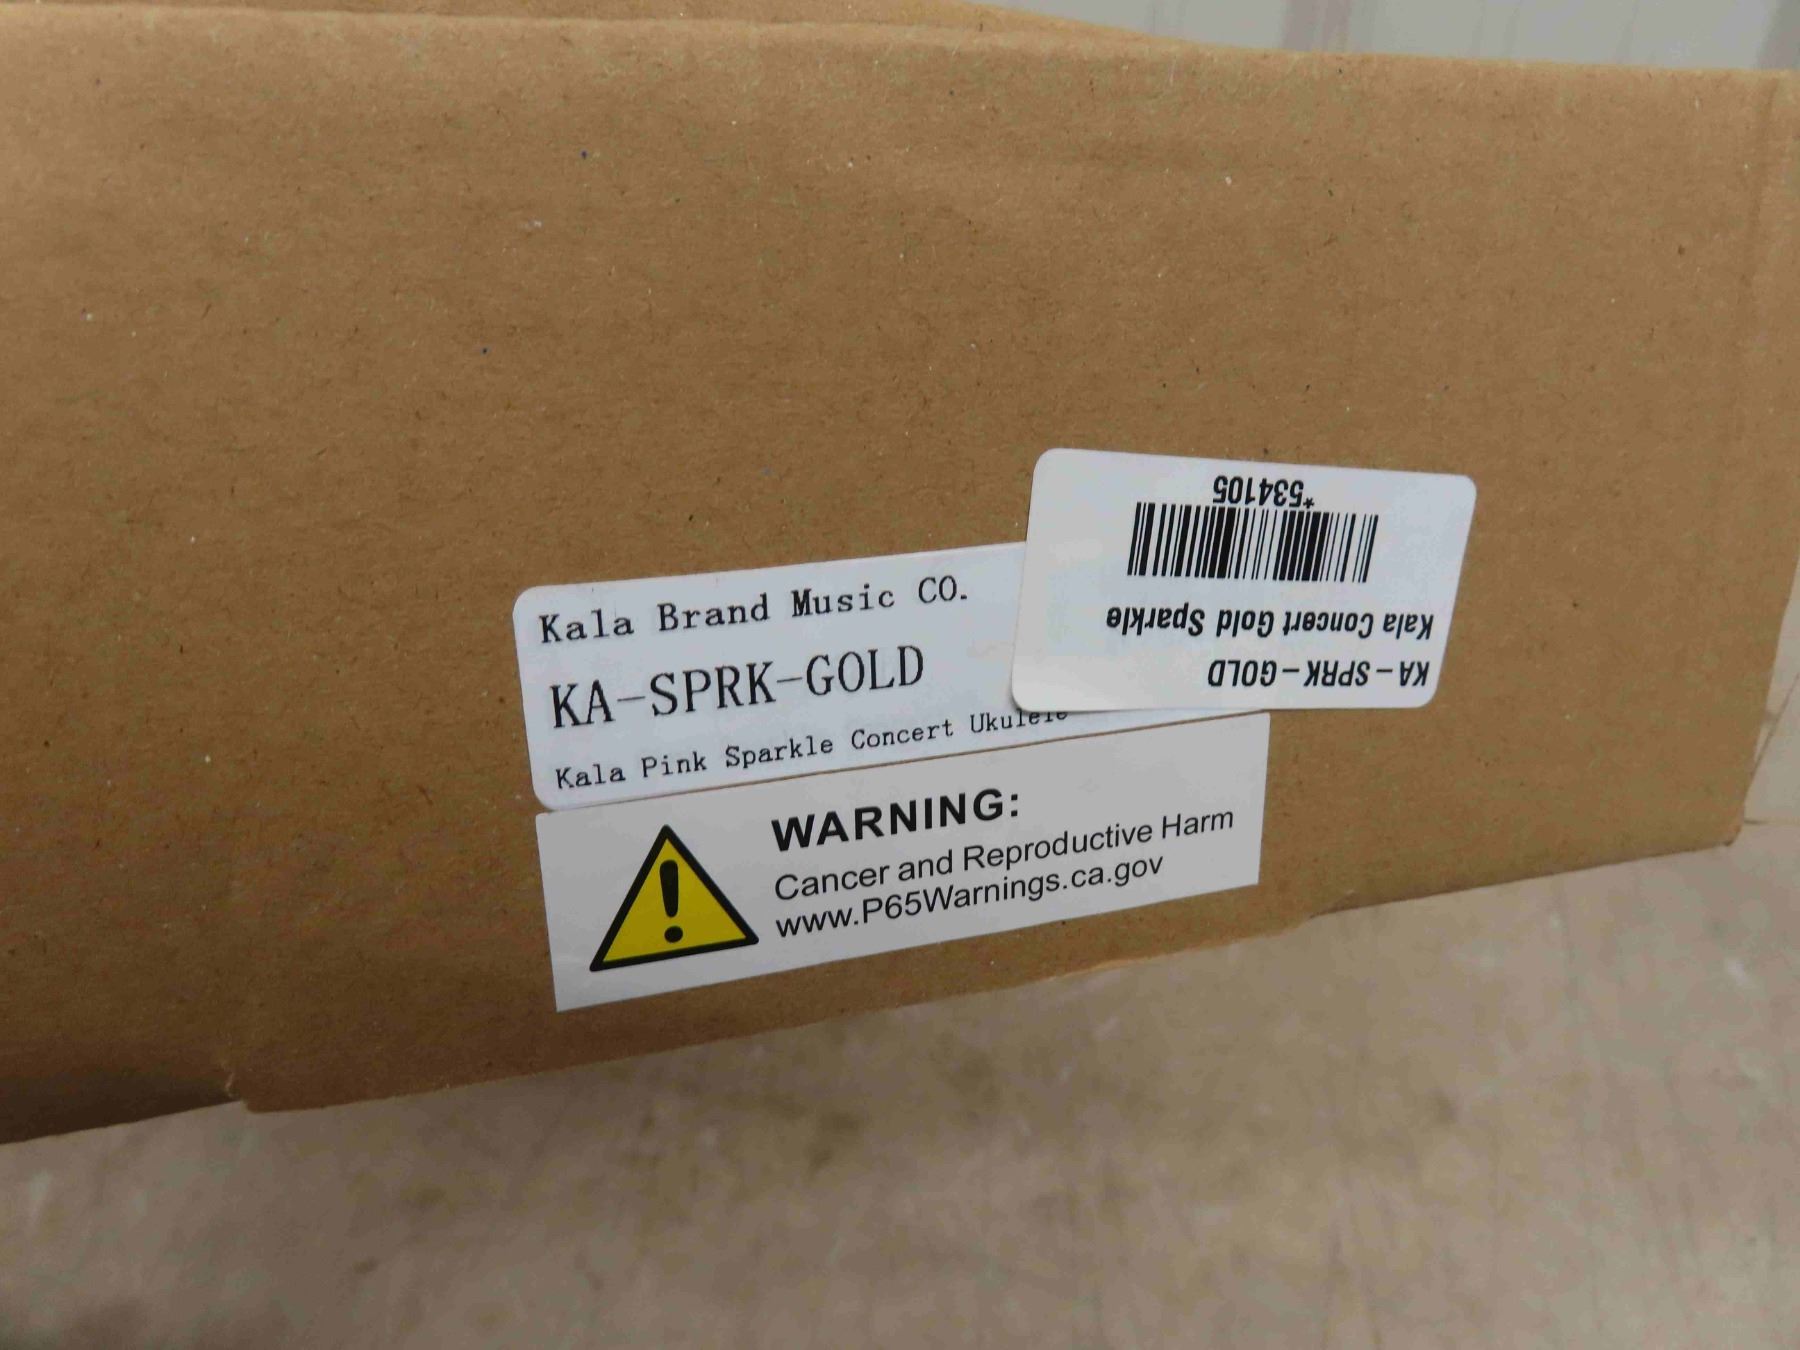 Kala Brand Music CO.
KA-SPRK-GOLD
Kala Pink Sparkle Concert Ukulele
WARNING:
Cancer and Reproductive Harm
www.P65Warnings.ca.gov
KA-SPRK-GOLD
Kala Concert Gold Sparkle
*534105